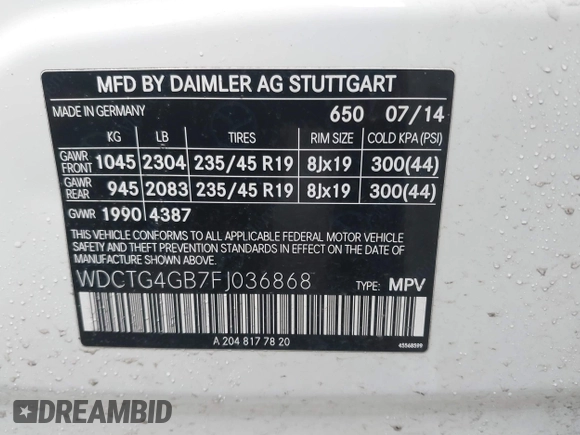 MFD BY DAIMLER AG STUTTGART
MADE IN GERMANY 650 07/14
KG LB TIRES RIM SIZE COLD KPA(PSI)
GAWR FRONT 1045 2304 235/45 R19 8Jx19 300(44)
GAWR REAR 945 2083 235/45 R19 8Jx19 300(44)
GVWR 1990 4387
THIS VEHICLE CONFORMS TO ALL APPLICABLE FEDERAL MOTOR VEHICLE
SAFETY AND THEFT PREVENTION STANDARDS IN EFFECT ON THE DATE
OF MANUFACTURE SHOWN ABOVE.
WDCTG4GB7FJ036868 TYPE: MPV
A 204 817 78 20 43568599
DREAMBID